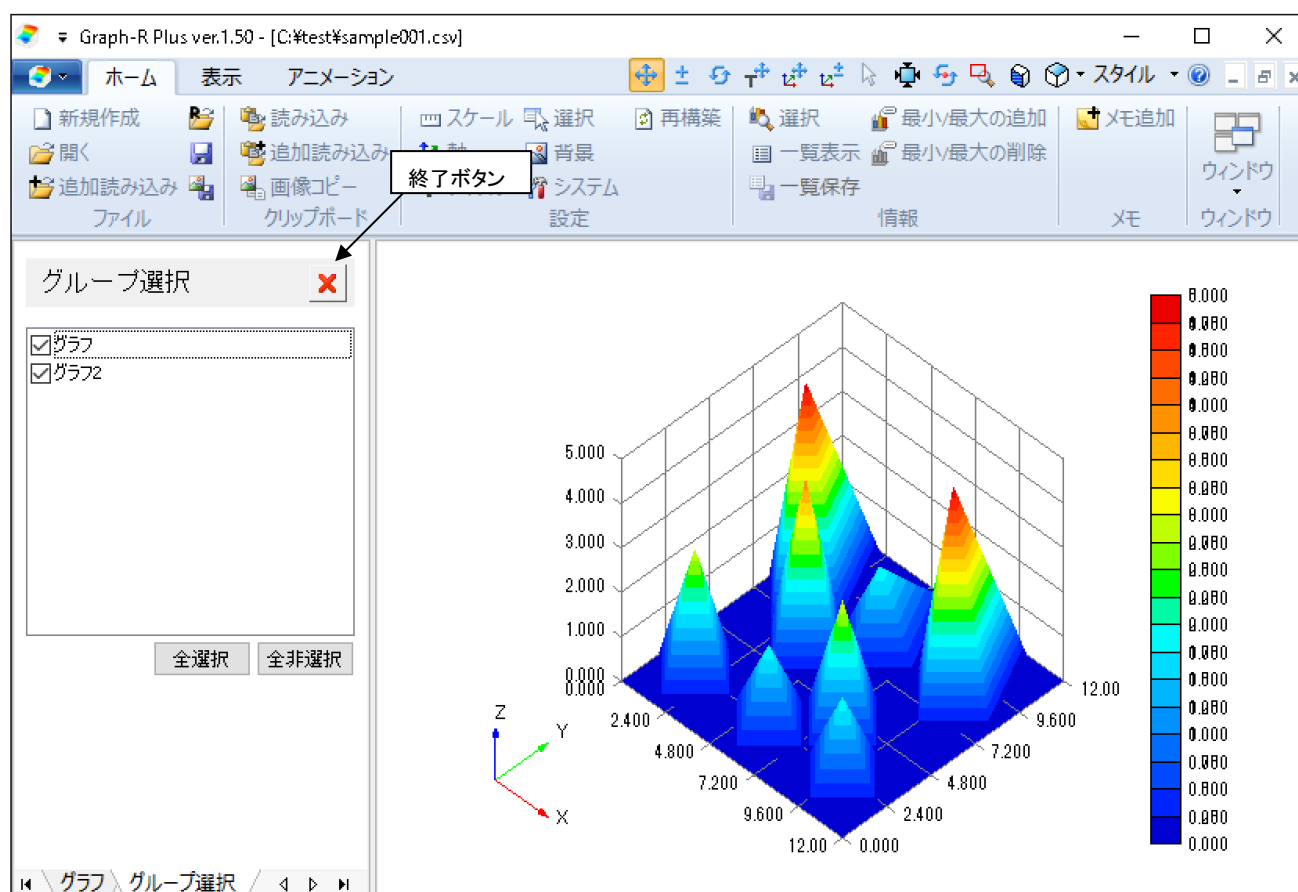 Graph-R Plus ver.1.50 - [C:¥test¥sample001.csv]
ホーム 表示 アニメーション スタイル
新規作成 読み込み スケール 選択 再構築 選択 最小/最大の追加 メモ追加
開く 追加読み込み 背景 一覧表示 最小/最大の削除
追加読み込み 画像コピー システム 一覧保存 ウィンドウ
ファイル クリップボード 設定 情報 メモ ウィンドウ
終了ボタン
グループ選択
グラフ
グラフ2
全選択 全非選択
グラフ グループ選択
5.000
4.000
3.000
2.000
1.000
0.000
0.000
2.400
4.800
7.200
9.600
12.00
0.000
2.400
4.800
7.200
9.600
12.00
Z
Y
X
0.000